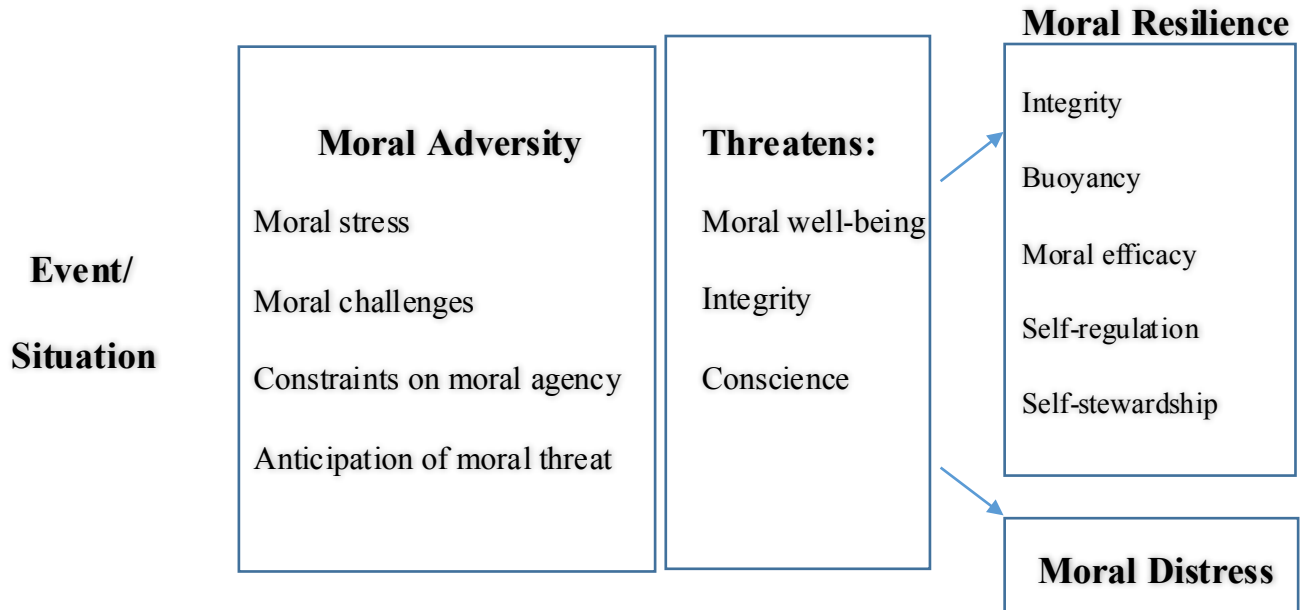 Event/
Situation
Moral Adversity
Moral stress
Moral challenges
Constraints on moral agency
Anticipation of moral threat
Threatens:
Moral well-being
Integrity
Conscience
Moral Resilience
Integrity
Buoyancy
Moral efficacy
Self-regulation
Self-stewardship
Moral Distress